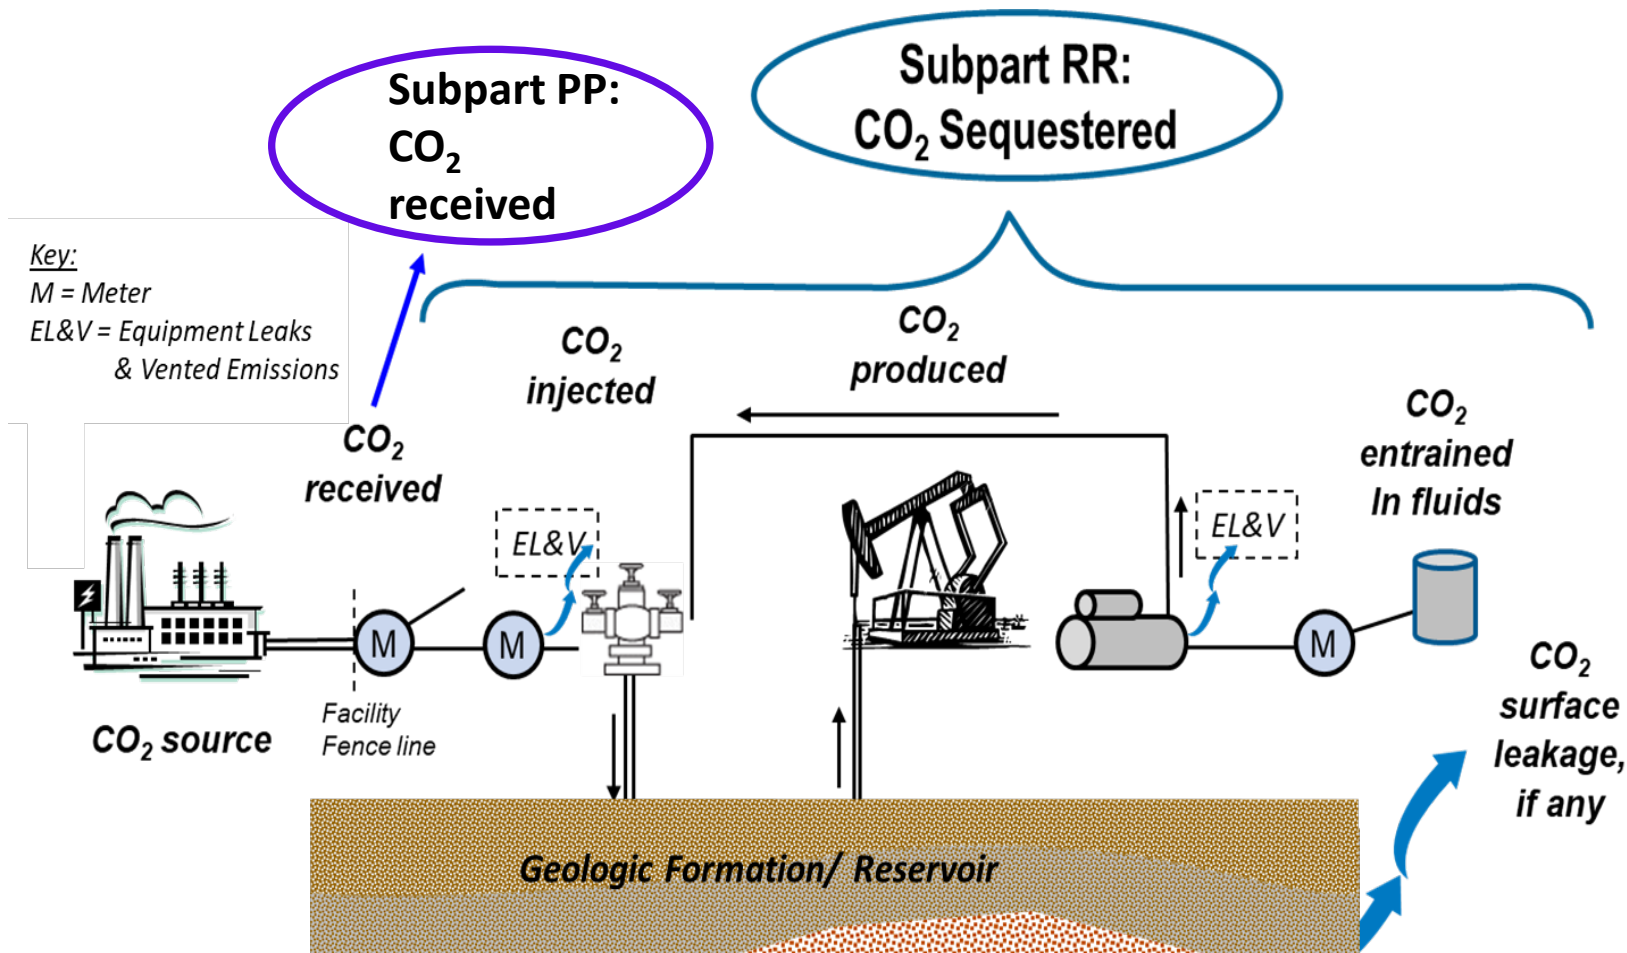 Subpart PP:
CO₂
received
Subpart RR:
CO₂ Sequestered
Key:
M = Meter
EL&V = Equipment Leaks
& Vented Emissions
CO₂
received
CO₂
injected
CO₂
produced
CO₂
entrained
In fluids
EL&V
EL&V
M
M
M
CO₂ source
Facility
Fence line
CO₂
surface
leakage,
if any
Geologic Formation/ Reservoir